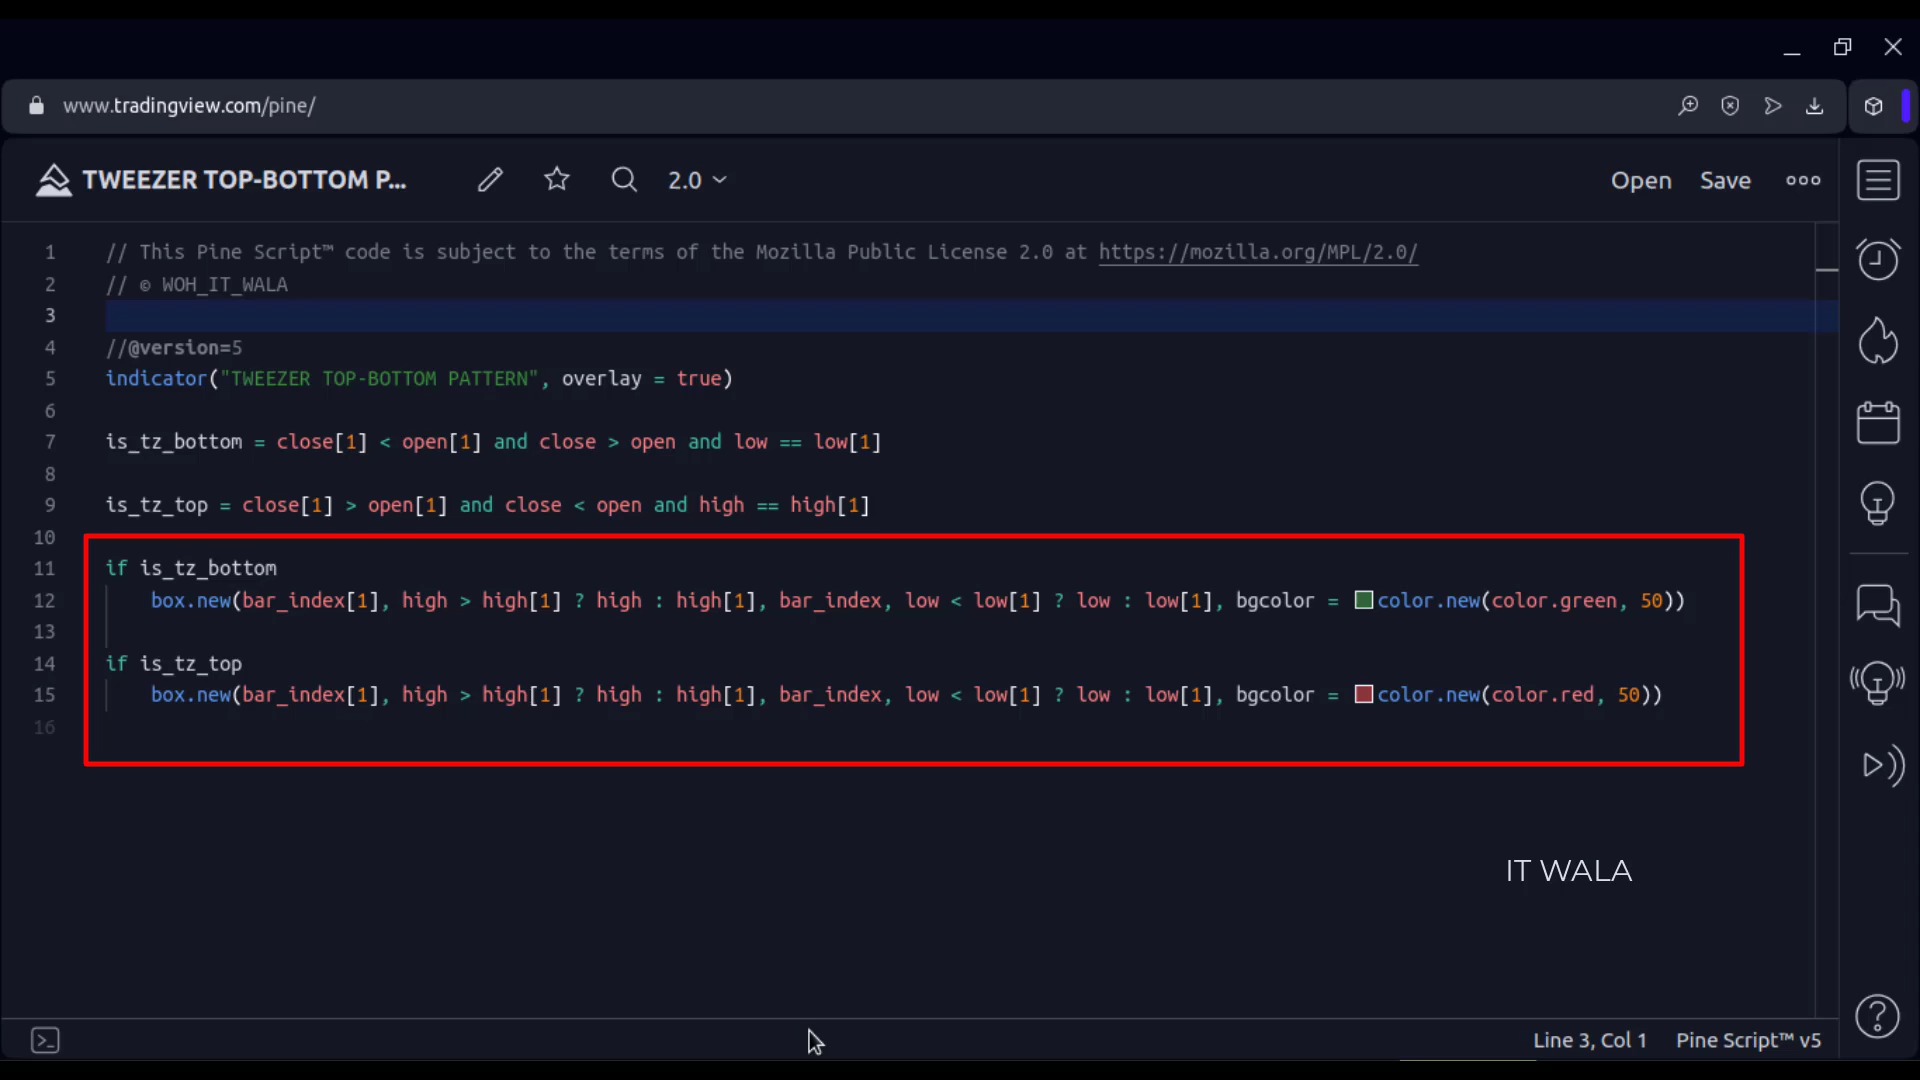 www.tradingview.com/pine/
TWEEZER TOP-BOTTOM P...
2.0
Open
Save
1 // This Pine Script™ code is subject to the terms of the Mozilla Public License 2.0 at https://mozilla.org/MPL/2.0/
2 // © WOH_IT_WALA
3
4 //@version=5
5 indicator("TWEEZER TOP-BOTTOM PATTERN", overlay = true)
6
7 is_tz_bottom = close[1] < open[1] and close > open and low == low[1]
8
9 is_tz_top = close[1] > open[1] and close < open and high == high[1]
10
11 if is_tz_bottom
12 box.new(bar_index[1], high > high[1] ? high : high[1], bar_index, low < low[1] ? low : low[1], bgcolor = color.new(color.green, 50))
13
14 if is_tz_top
15 box.new(bar_index[1], high > high[1] ? high : high[1], bar_index, low < low[1] ? low : low[1], bgcolor = color.new(color.red, 50))
16
IT WALA
Line 3, Col 1
Pine Script™ v5